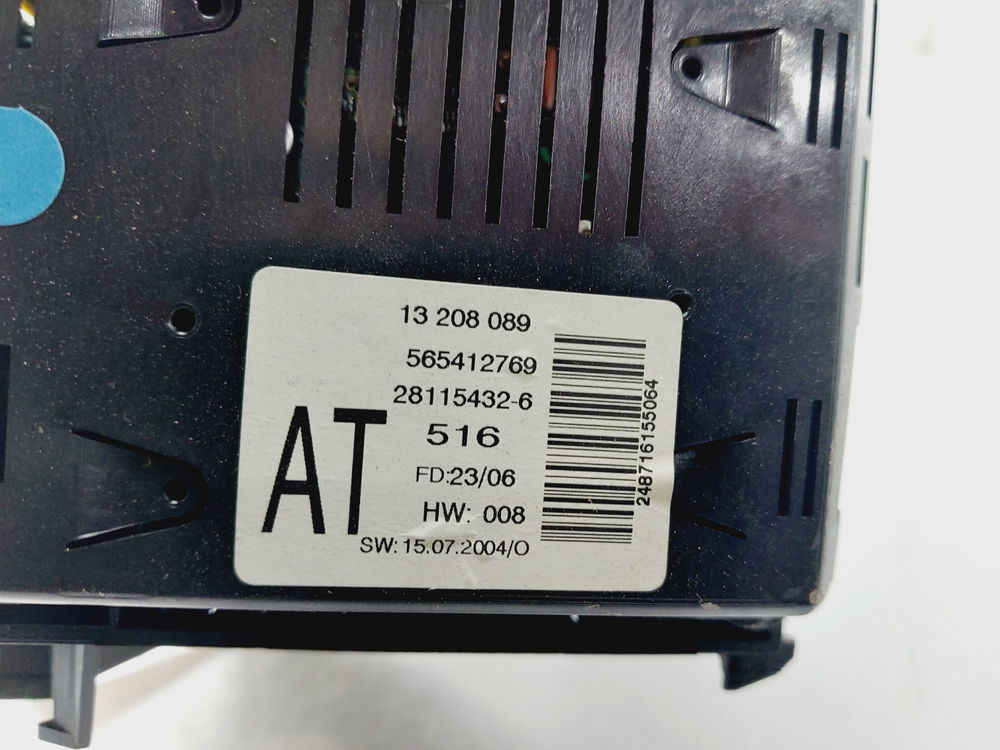 13 208 089
565412769
28115432-6
AT
516
FD:23/06
HW: 008
SW: 15.07.2004/O
248716155064